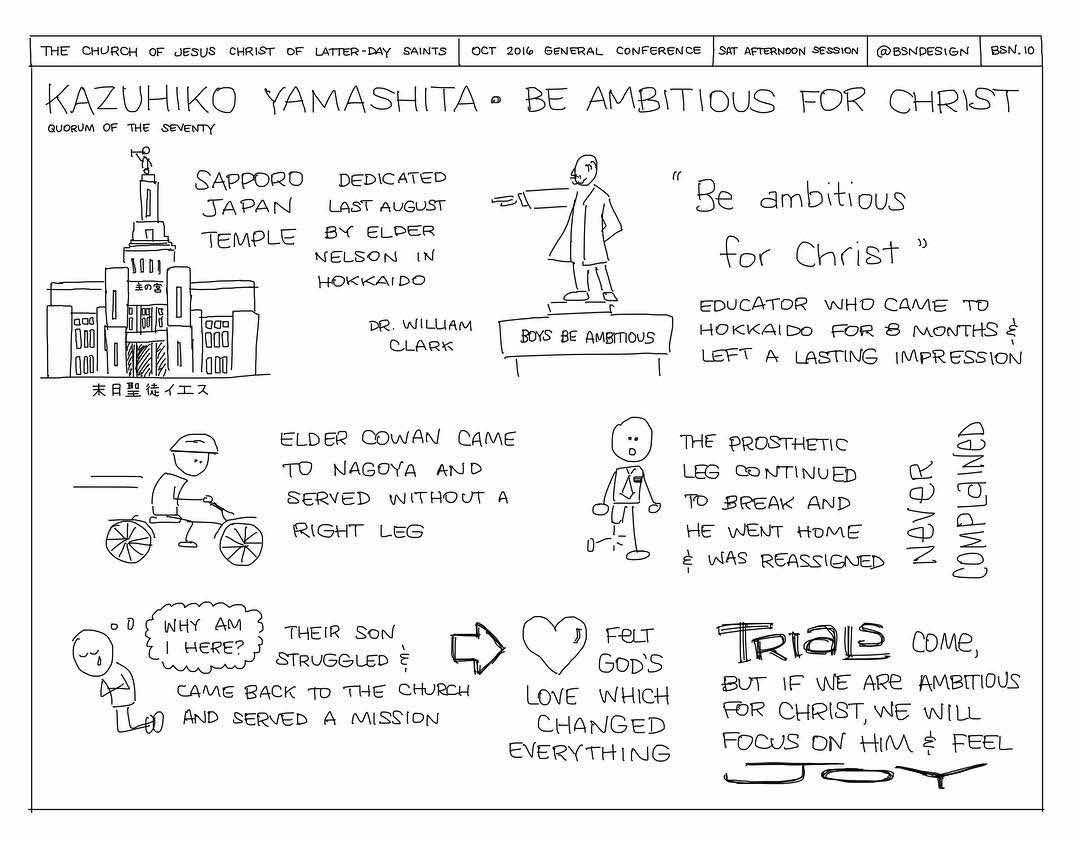 THE CHURCH OF JESUS CHRIST OF LATTER-DAY SAINTS
OCT 2016 GENERAL CONFERENCE
SAT AFTERNOON SESSION
@BSNDESIGN
BSN.10
KAZUHIKO YAMASHITA • BE AMBITIOUS FOR CHRIST
QUORUM OF THE SEVENTY
主の宮
末日聖徒イエス
SAPPORO
JAPAN
TEMPLE
DEDICATED
LAST AUGUST
BY ELDER
NELSON IN
HOKKAIDO
DR. WILLIAM
CLARK
BOYS BE AMBITIOUS
“Be ambitious
for Christ”
EDUCATOR WHO CAME TO
HOKKAIDO FOR 8 MONTHS &
LEFT A LASTING IMPRESSION
ELDER COWAN CAME
TO NAGOYA AND
SERVED WITHOUT A
RIGHT LEG
THE PROSTHETIC
LEG CONTINUED
TO BREAK AND
HE WENT HOME
& WAS REASSIGNED
NEVER
COMPLAINED
WHY AM
I HERE?
THEIR SON
STRUGGLED &
CAME BACK TO THE CHURCH
AND SERVED A MISSION
FELT
GOD'S
LOVE WHICH
CHANGED
EVERYTHING
TRIALS COME,
BUT IF WE ARE AMBITIOUS
FOR CHRIST, WE WILL
FOCUS ON HIM & FEEL
JOY